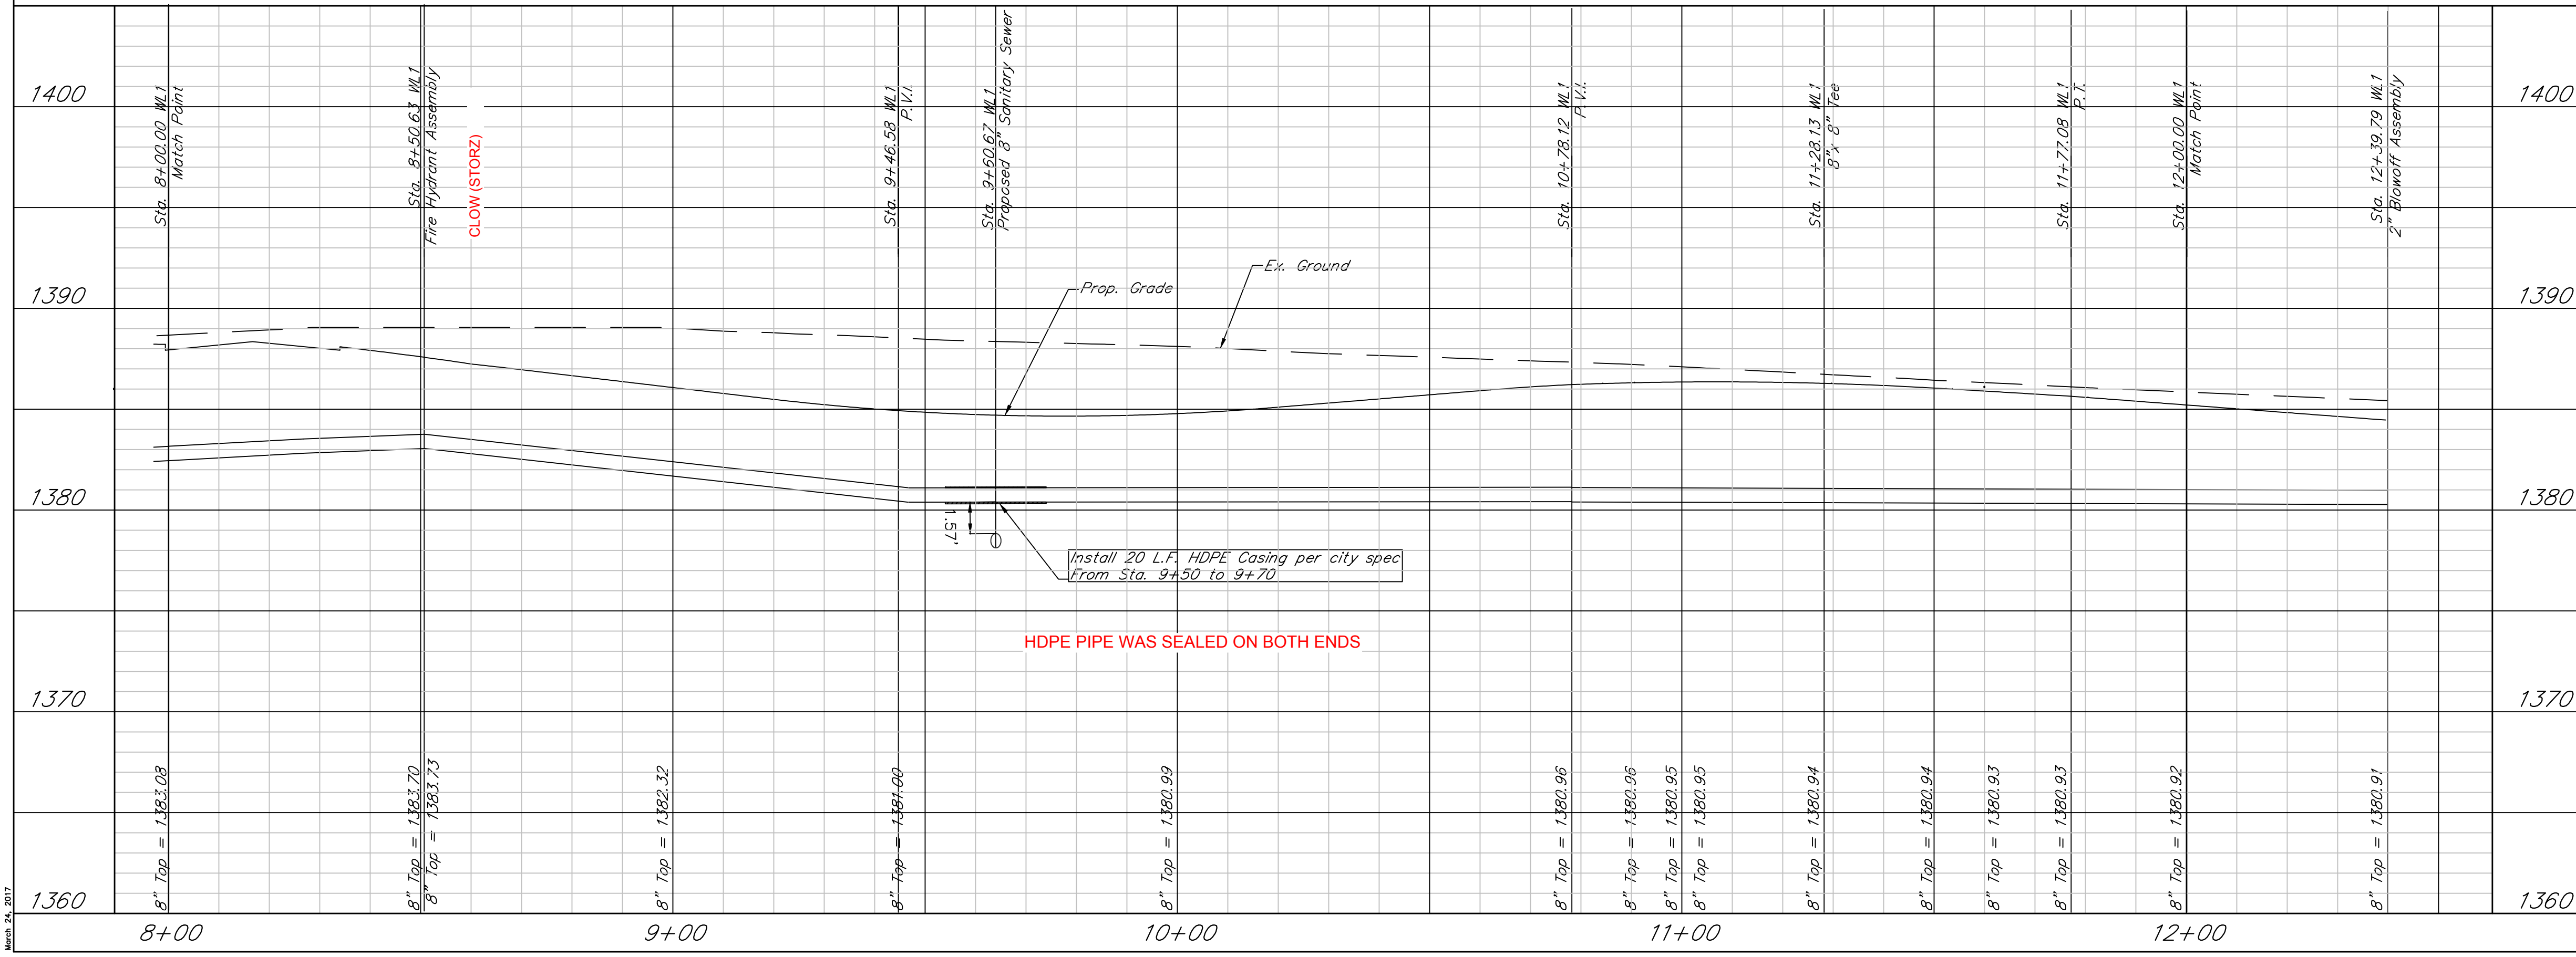 1400
1390
1380
1370
1360
1400
1390
1380
1370
1360
Sta. 8+00.00 WL1
Match Point
Sta. 8+50.63 WL1
Fire Hydrant Assembly
CLOW (STORZ)
Sta. 9+46.58 WL1
P.V.I.
Sta. 9+60.67 WL1
Proposed 8" Sanitary Sewer
Sta. 10+78.12 WL1
P.V.I.
Sta. 11+28.13 WL1
8"x 8" Tee
Sta. 11+77.08 WL1
P.T.
Sta. 12+00.00 WL1
Match Point
Sta. 12+39.79 WL1
2" Blowoff Assembly
Ex. Ground
Prop. Grade
1.57'
Install 20 L.F. HDPE Casing per city spec
From Sta. 9+50 to 9+70
HDPE PIPE WAS SEALED ON BOTH ENDS
8" Top = 1383.08
8" Top = 1383.70
8" Top = 1383.73
8" Top = 1382.32
8" Top = 1381.00
8" Top = 1380.99
8" Top = 1380.96
8" Top = 1380.96
8" Top = 1380.95
8" Top = 1380.95
8" Top = 1380.94
8" Top = 1380.94
8" Top = 1380.93
8" Top = 1380.93
8" Top = 1380.92
8" Top = 1380.91
8+00
9+00
10+00
11+00
12+00
March 24, 2017